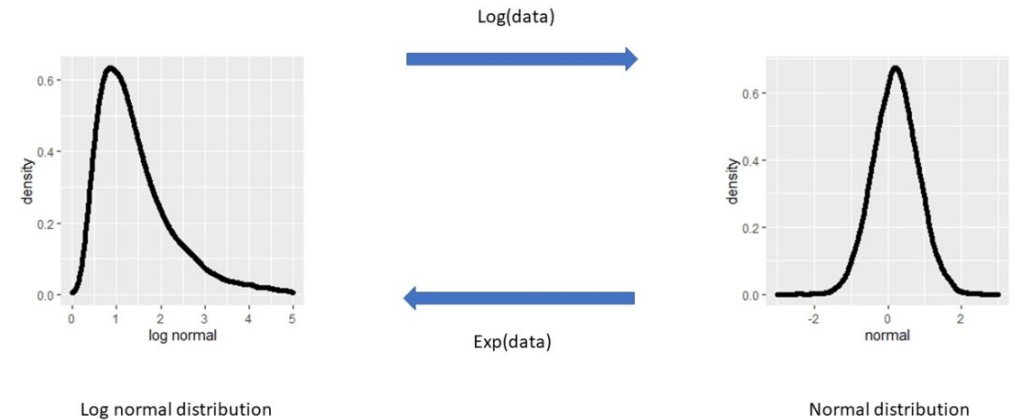 Log(data)
density
0.6
0.4
0.2
0.0
0 1 2 3 4 5
log normal
density
0.6
0.4
0.2
0.0
-2 0 2
normal
Exp(data)
Log normal distribution
Normal distribution